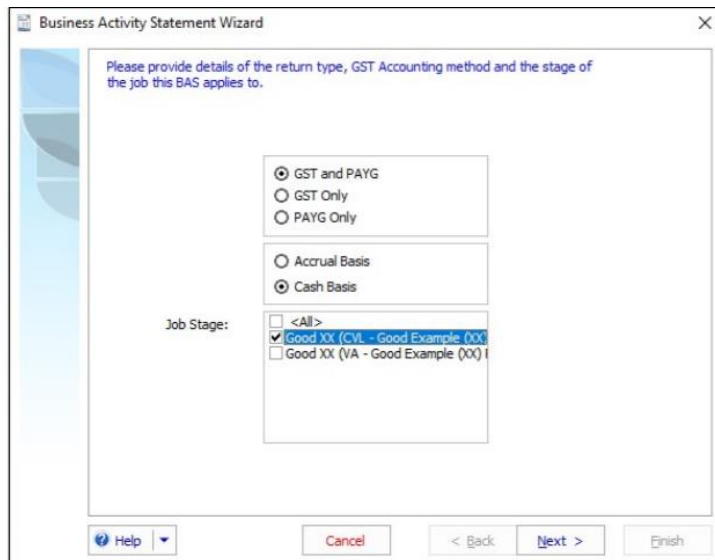 Business Activity Statement Wizard
Please provide details of the return type, GST Accounting method and the stage of
the job this BAS applies to.
GST and PAYG
GST Only
PAYG Only
Accrual Basis
Cash Basis
Job Stage:
<All>
Good XX (CVL - Good Example (XX)
Good XX (VA - Good Example (XX) I
Help
Cancel
< Back
Next >
Finish